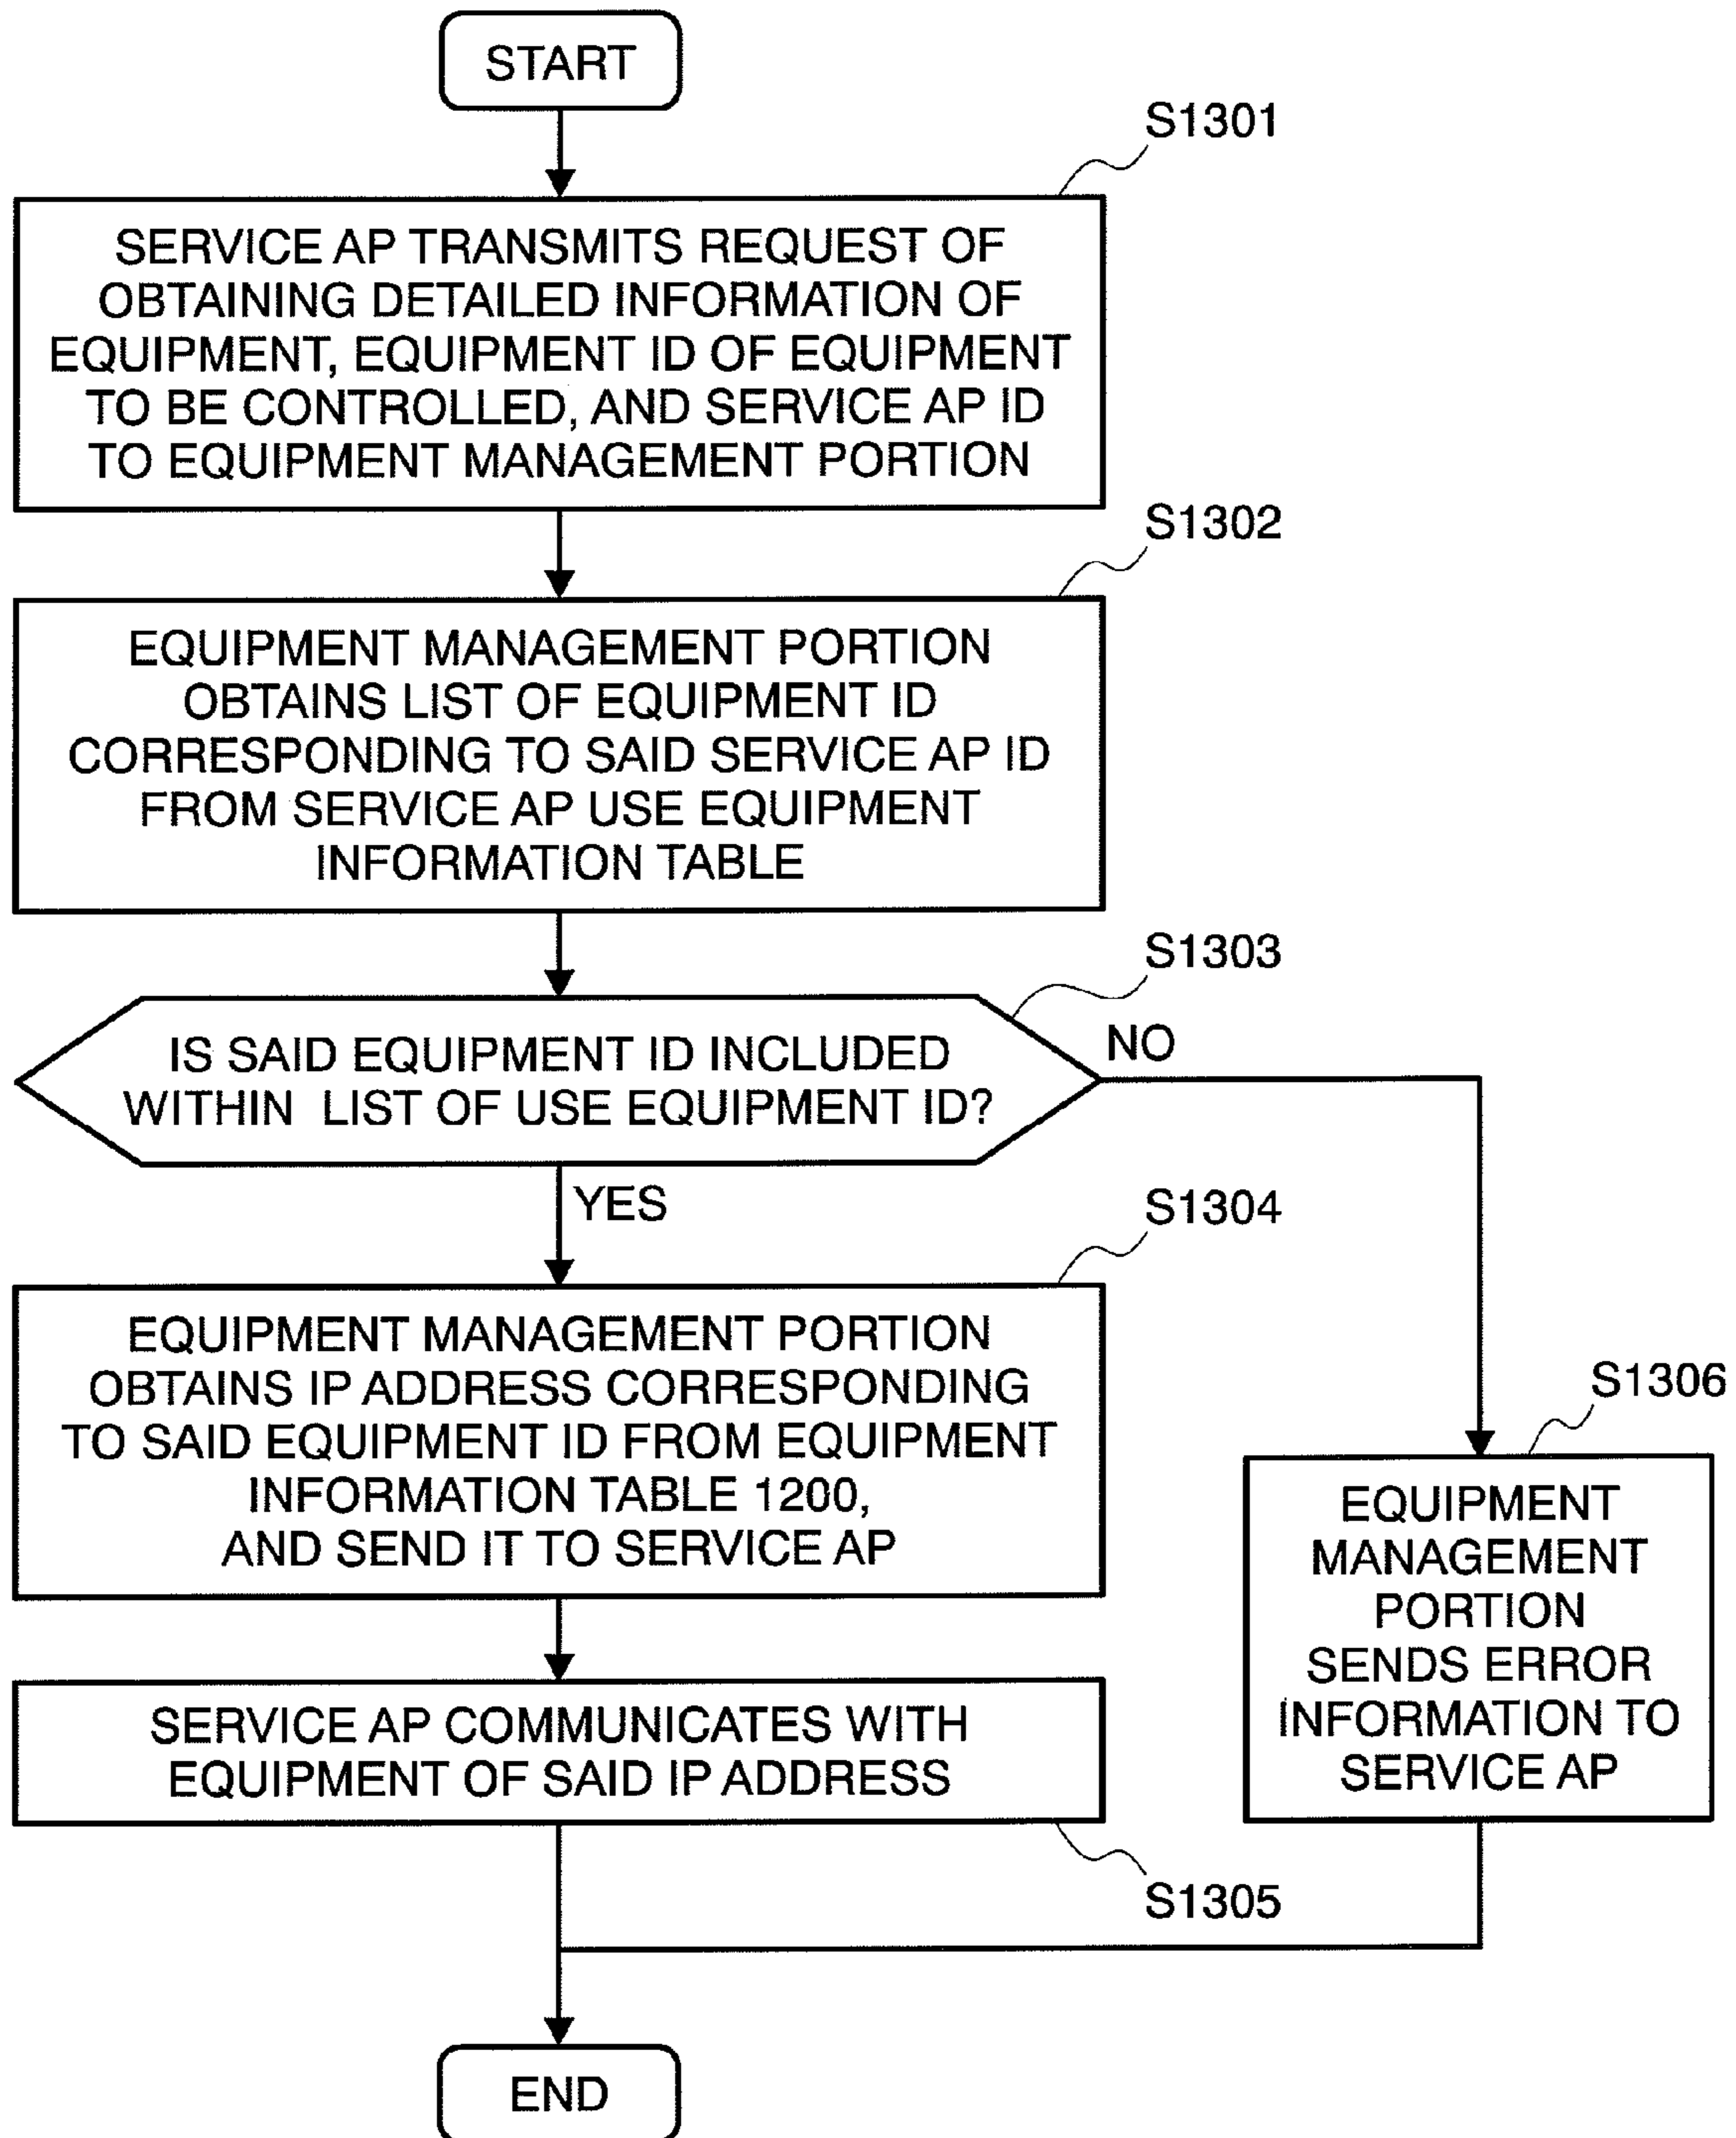 START
S1301
SERVICE AP TRANSMITS REQUEST OF
OBTAINING DETAILED INFORMATION OF
EQUIPMENT, EQUIPMENT ID OF EQUIPMENT
TO BE CONTROLLED, AND SERVICE AP ID
TO EQUIPMENT MANAGEMENT PORTION
S1302
EQUIPMENT MANAGEMENT PORTION
OBTAINS LIST OF EQUIPMENT ID
CORRESPONDING TO SAID SERVICE AP ID
FROM SERVICE AP USE EQUIPMENT
INFORMATION TABLE
S1303
IS SAID EQUIPMENT ID INCLUDED
WITHIN LIST OF USE EQUIPMENT ID?
NO
YES
S1304
EQUIPMENT MANAGEMENT PORTION
OBTAINS IP ADDRESS CORRESPONDING
TO SAID EQUIPMENT ID FROM EQUIPMENT
INFORMATION TABLE 1200,
AND SEND IT TO SERVICE AP
S1306
EQUIPMENT
MANAGEMENT
PORTION
SENDS ERROR
INFORMATION TO
SERVICE AP
SERVICE AP COMMUNICATES WITH
EQUIPMENT OF SAID IP ADDRESS
S1305
END